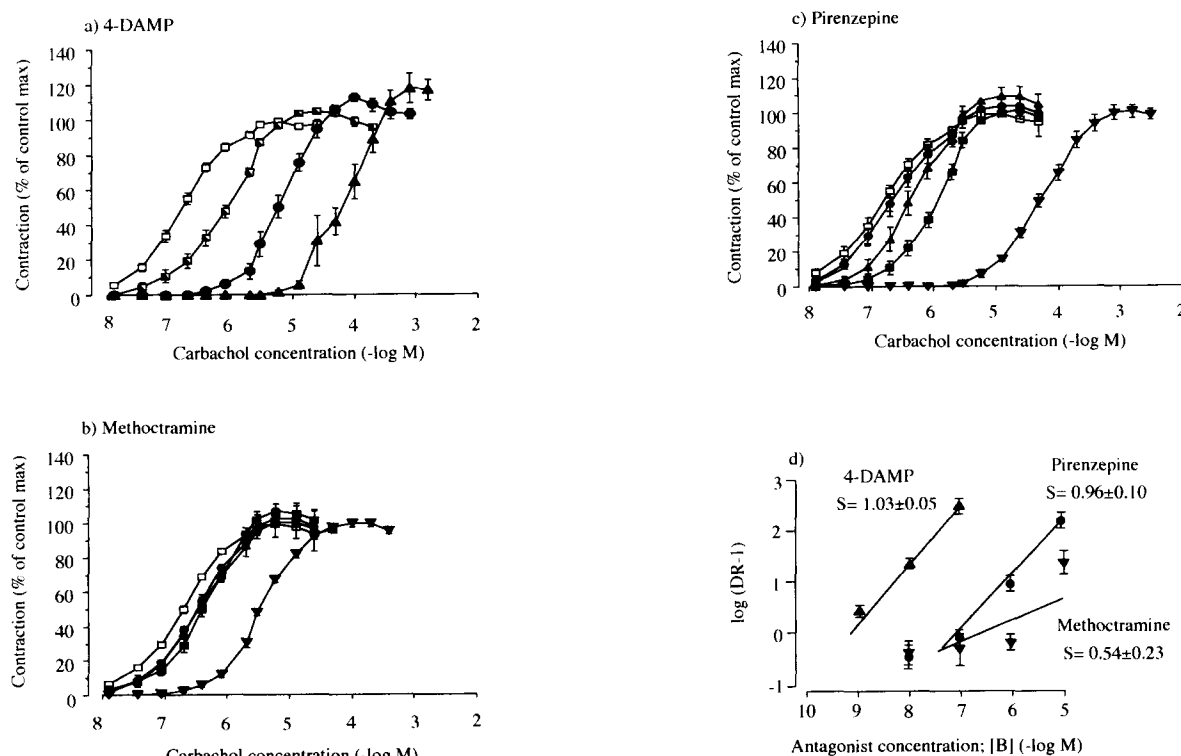 a) 4-DAMP
140
120
100
80
60
40
20
0
Contraction (% of control max)
8 7 6 5 4 3 2
Carbachol concentration (-log M)
b) Methoctramine
140
120
100
80
60
40
20
0
Contraction (% of control max)
8 7 6 5 4 3 2
Carbachol concentration (-log M)
c) Pirenzepine
140
120
100
80
60
40
20
0
Contraction (% of control max)
8 7 6 5 4 3 2
Carbachol concentration (-log M)
d)
3
2
1
0
-1
log (DR-1)
4-DAMP
S= 1.03±0.05
Pirenzepine
S= 0.96±0.10
Methoctramine
S= 0.54±0.23
10 9 8 7 6 5
Antagonist concentration; [B] (-log M)